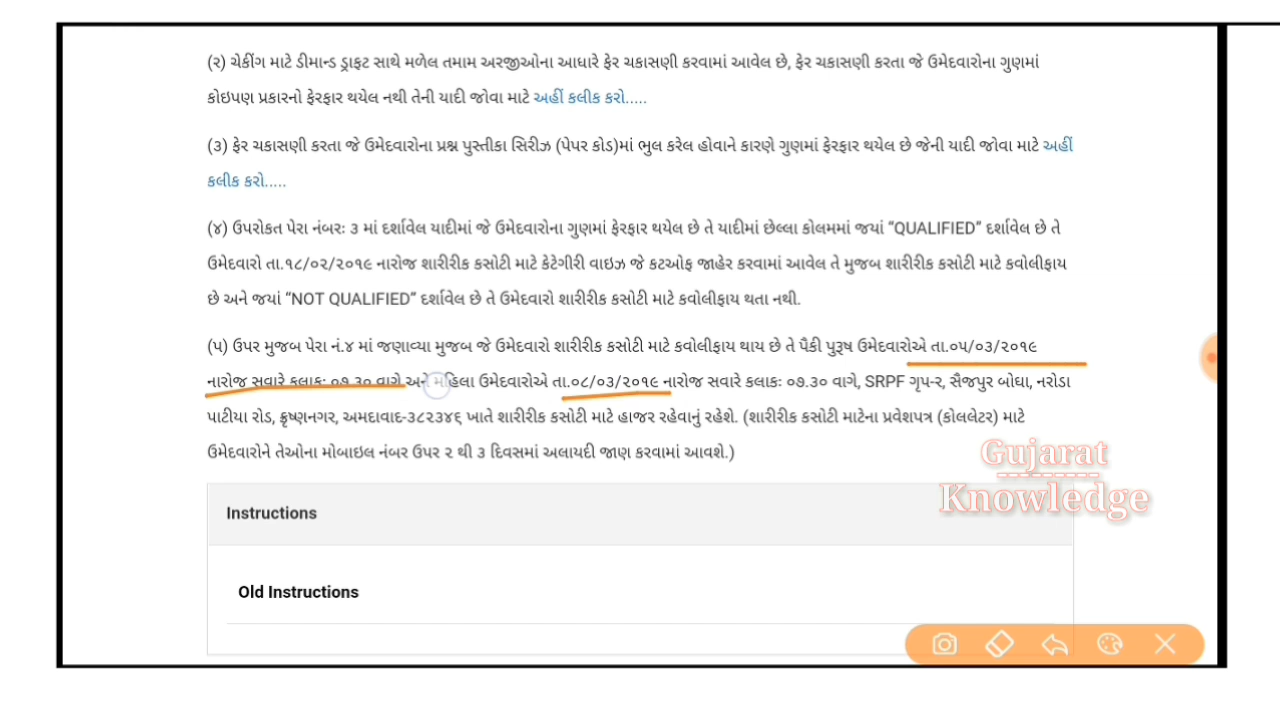 (૨) ચેકીંગ માટે ડીમાન્ડ ડ્રાફટ સાથે મળેલ તમામ અરજીઓના આધારે ફેર ચકાસણી કરવામાં આવેલ છે, ફેર ચકાસણી કરતા જે ઉમેદવારોના ગુણમાં
કોઇપણ પ્રકારનો ફેરફાર થયેલ નથી તેની યાદી જોવા માટે અહીં કલીક કરો.....
(૩) ફેર ચકાસણી કરતા જે ઉમેદવારોના પ્રશ્ન પુસ્તીકા સિરીઝ (પેપર કોડ)માં ભુલ કરેલ હોવાને કારણે ગુણમાં ફેરફાર થયેલ છે જેની યાદી જોવા માટે અહીં
કલીક કરો.....
(૪) ઉપરોકત પેરા નંબરઃ ૩ માં દર્શાવેલ યાદીમાં જે ઉમેદવારોના ગુણમાં ફેરફાર થયેલ છે તે યાદીમાં છેલ્લા કોલમમાં જયાં “QUALIFIED” દર્શાવેલ છે તે
ઉમેદવારો તા.૧૮/૦૨/૨૦૧૯ નારોજ શારીરીક કસોટી માટે કેટેગીરી વાઇઝ જે કટઓફ જાહેર કરવામાં આવેલ તે મુજબ શારીરીક કસોટી માટે કવોલીફાય
છે અને જયાં “NOT QUALIFIED” દર્શાવેલ છે તે ઉમેદવારો શારીરીક કસોટી માટે કવોલીફાય થતા નથી.
(૫) ઉપર મુજબ પેરા નં.૪ માં જણાવ્યા મુજબ જે ઉમેદવારો શારીરીક કસોટી માટે કવોલીફાય થાય છે તે પૈકી પુરૂષ ઉમેદવારોએ તા.૦૫/૦૩/૨૦૧૯
નારોજ સવારે કલાકઃ ૦૭.૩૦ વાગે અને મહિલા ઉમેદવારોએ તા.૦૮/૦૩/૨૦૧૯ નારોજ સવારે કલાકઃ ૦૭.૩૦ વાગે, SRPF ગૃપ-૨, સૈજપુર બોઘા, નરોડા
પાટીયા રોડ, કૃષ્ણનગર, અમદાવાદ-૩૮૨૩૪૬ ખાતે શારીરીક કસોટી માટે હાજર રહેવાનું રહેશે. (શારીરીક કસોટી માટેના પ્રવેશપત્ર (કોલલેટર) માટે
ઉમેદવારોને તેઓના મોબાઇલ નંબર ઉપર ૨ થી ૩ દિવસમાં અલાયદી જાણ કરવામાં આવશે.)
Gujarat
Knowledge
Instructions
Old Instructions